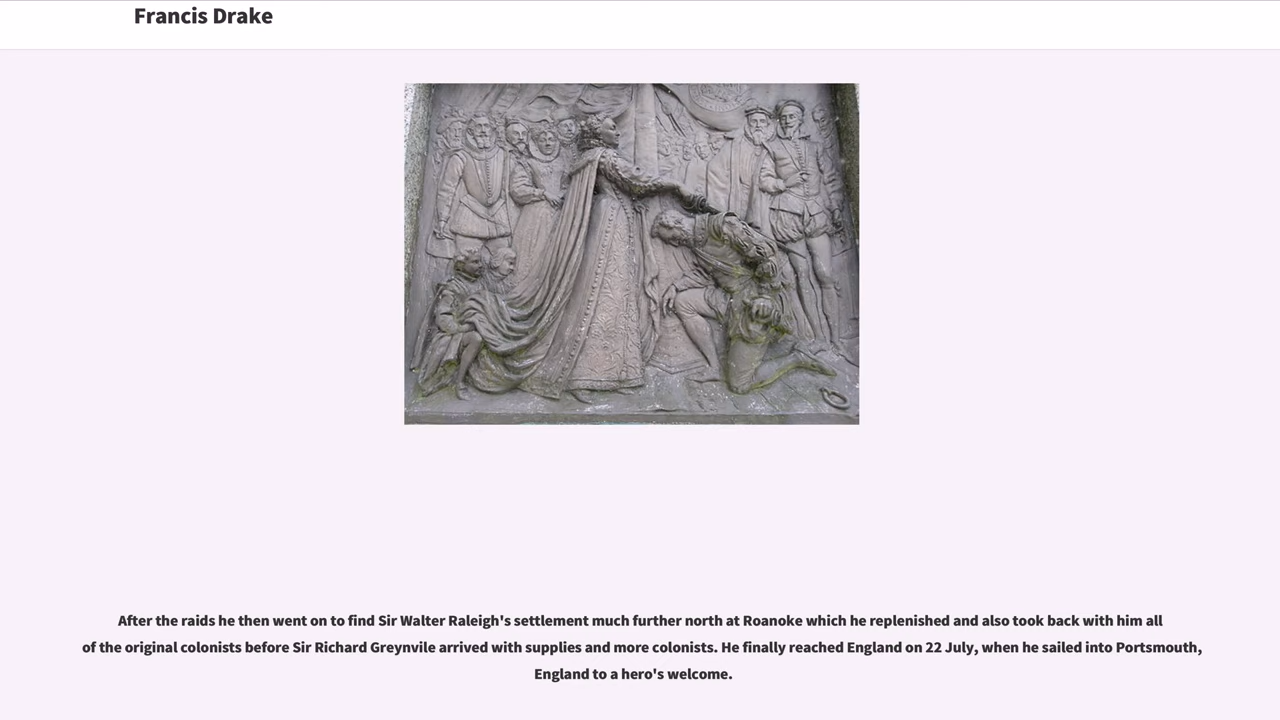 Francis Drake
After the raids he then went on to find Sir Walter Raleigh's settlement much further north at Roanoke which he replenished and also took back with him all
of the original colonists before Sir Richard Greynvile arrived with supplies and more colonists. He finally reached England on 22 July, when he sailed into Portsmouth,
England to a hero's welcome.